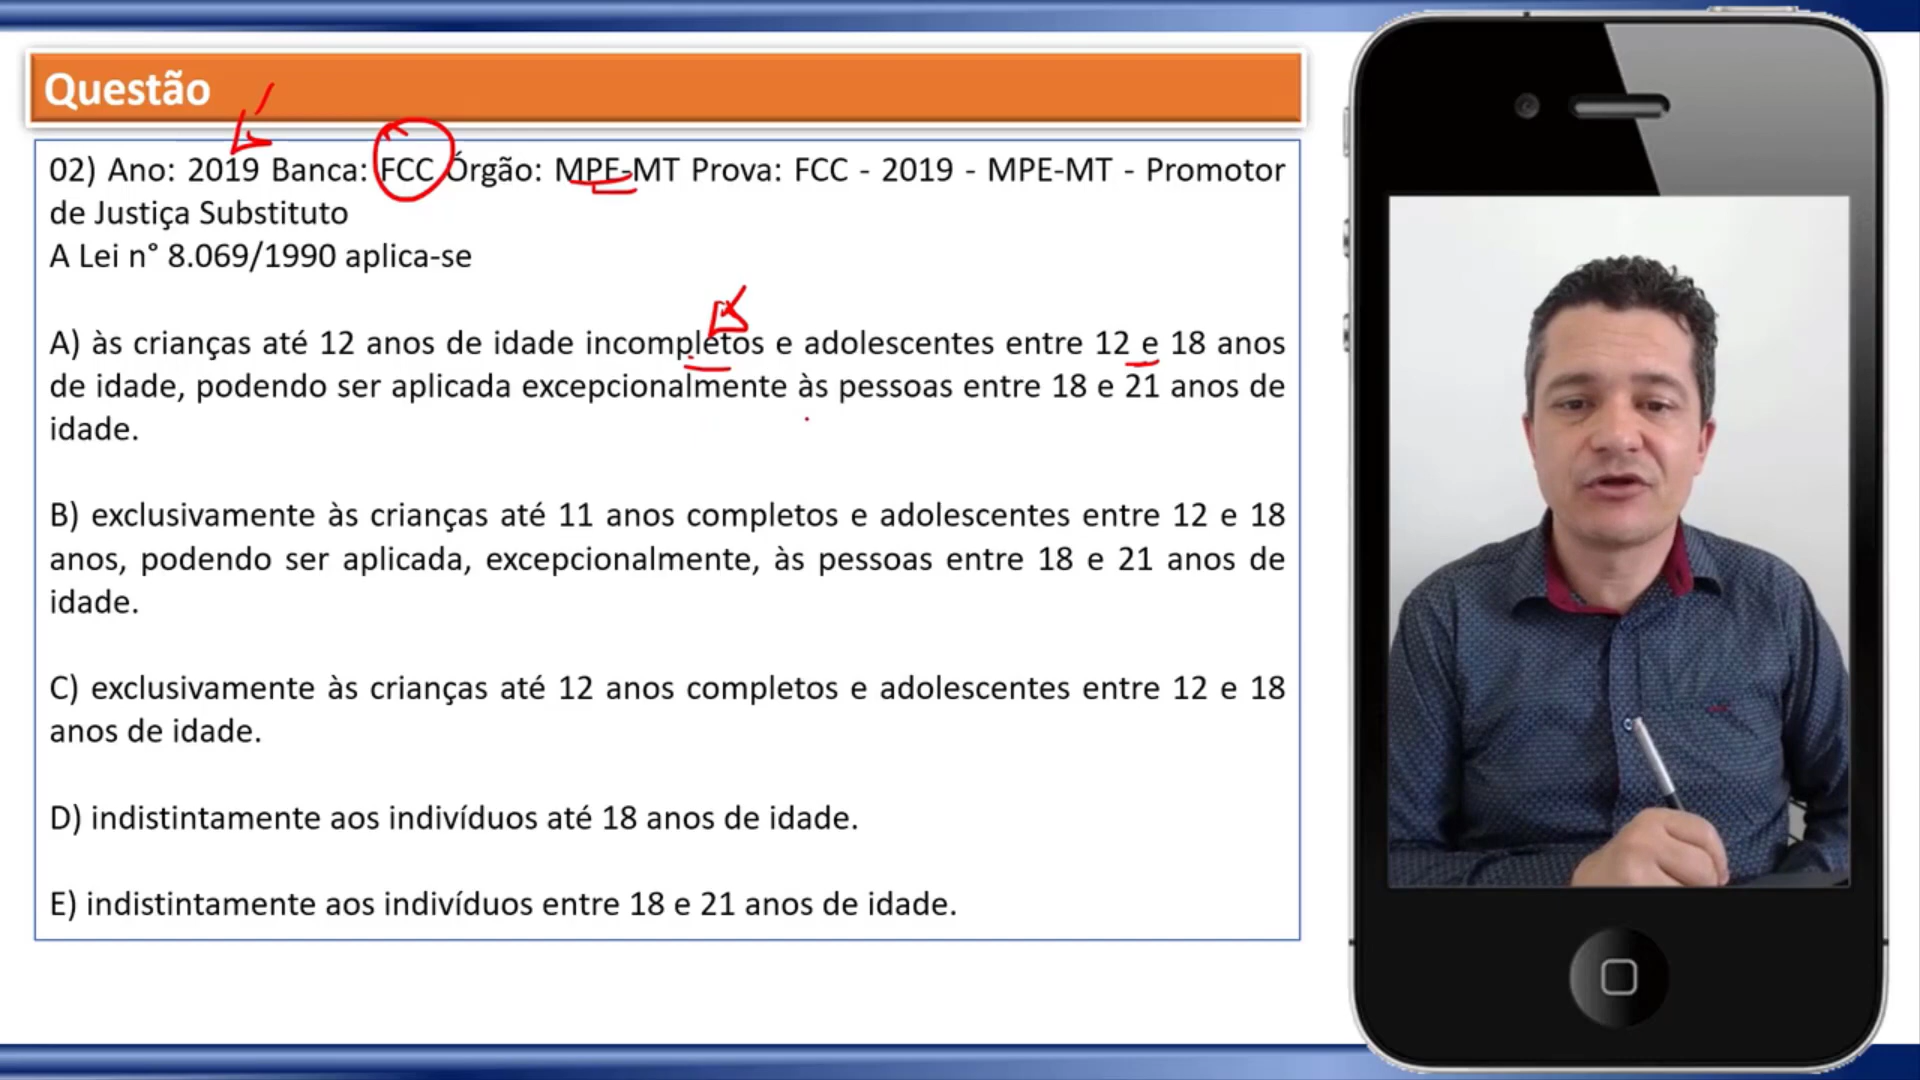 Questão
02) Ano: 2019 Banca: FCC Órgão: MPE-MT Prova: FCC - 2019 - MPE-MT - Promotor
de Justiça Substituto
A Lei n° 8.069/1990 aplica-se
A) às crianças até 12 anos de idade incompletos e adolescentes entre 12 e 18 anos
de idade, podendo ser aplicada excepcionalmente às pessoas entre 18 e 21 anos de
idade.
B) exclusivamente às crianças até 11 anos completos e adolescentes entre 12 e 18
anos, podendo ser aplicada, excepcionalmente, às pessoas entre 18 e 21 anos de
idade.
C) exclusivamente às crianças até 12 anos completos e adolescentes entre 12 e 18
anos de idade.
D) indistintamente aos indivíduos até 18 anos de idade.
E) indistintamente aos indivíduos entre 18 e 21 anos de idade.